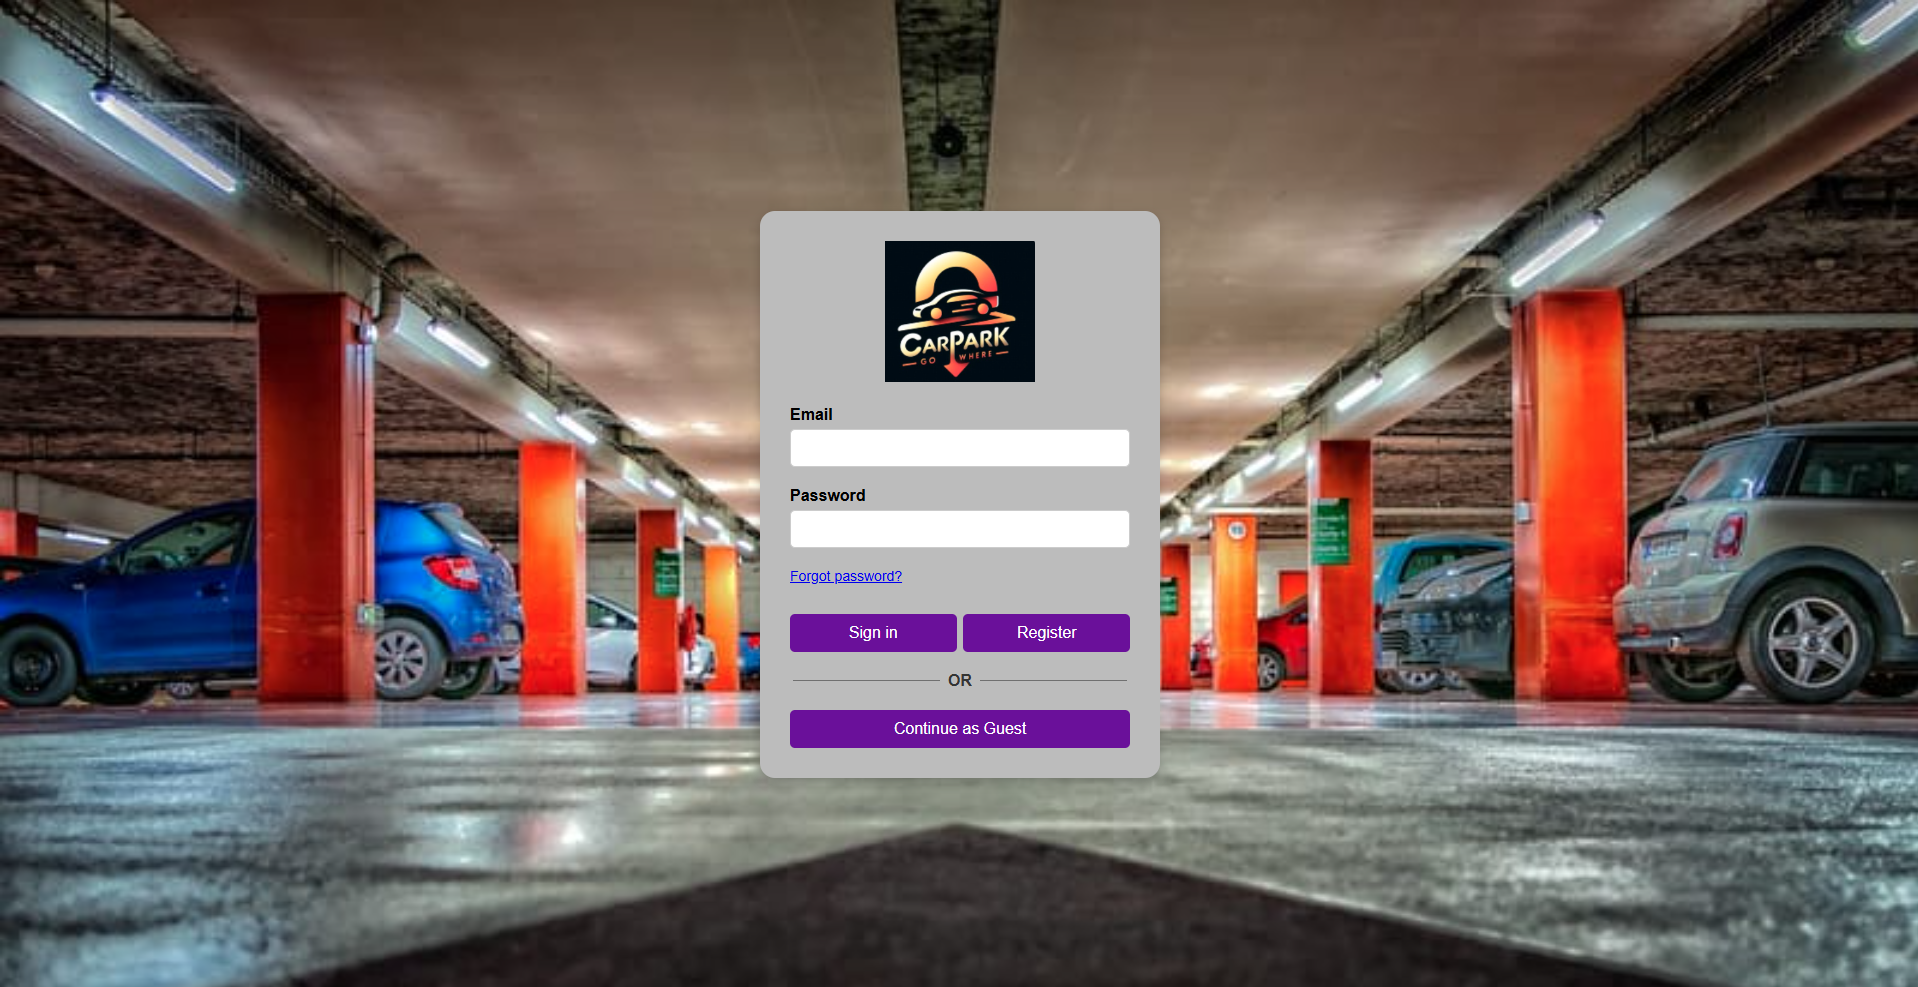 CARPARK
GO WHERE
Email
Password
Forgot password?
Sign in
Register
OR
Continue as Guest